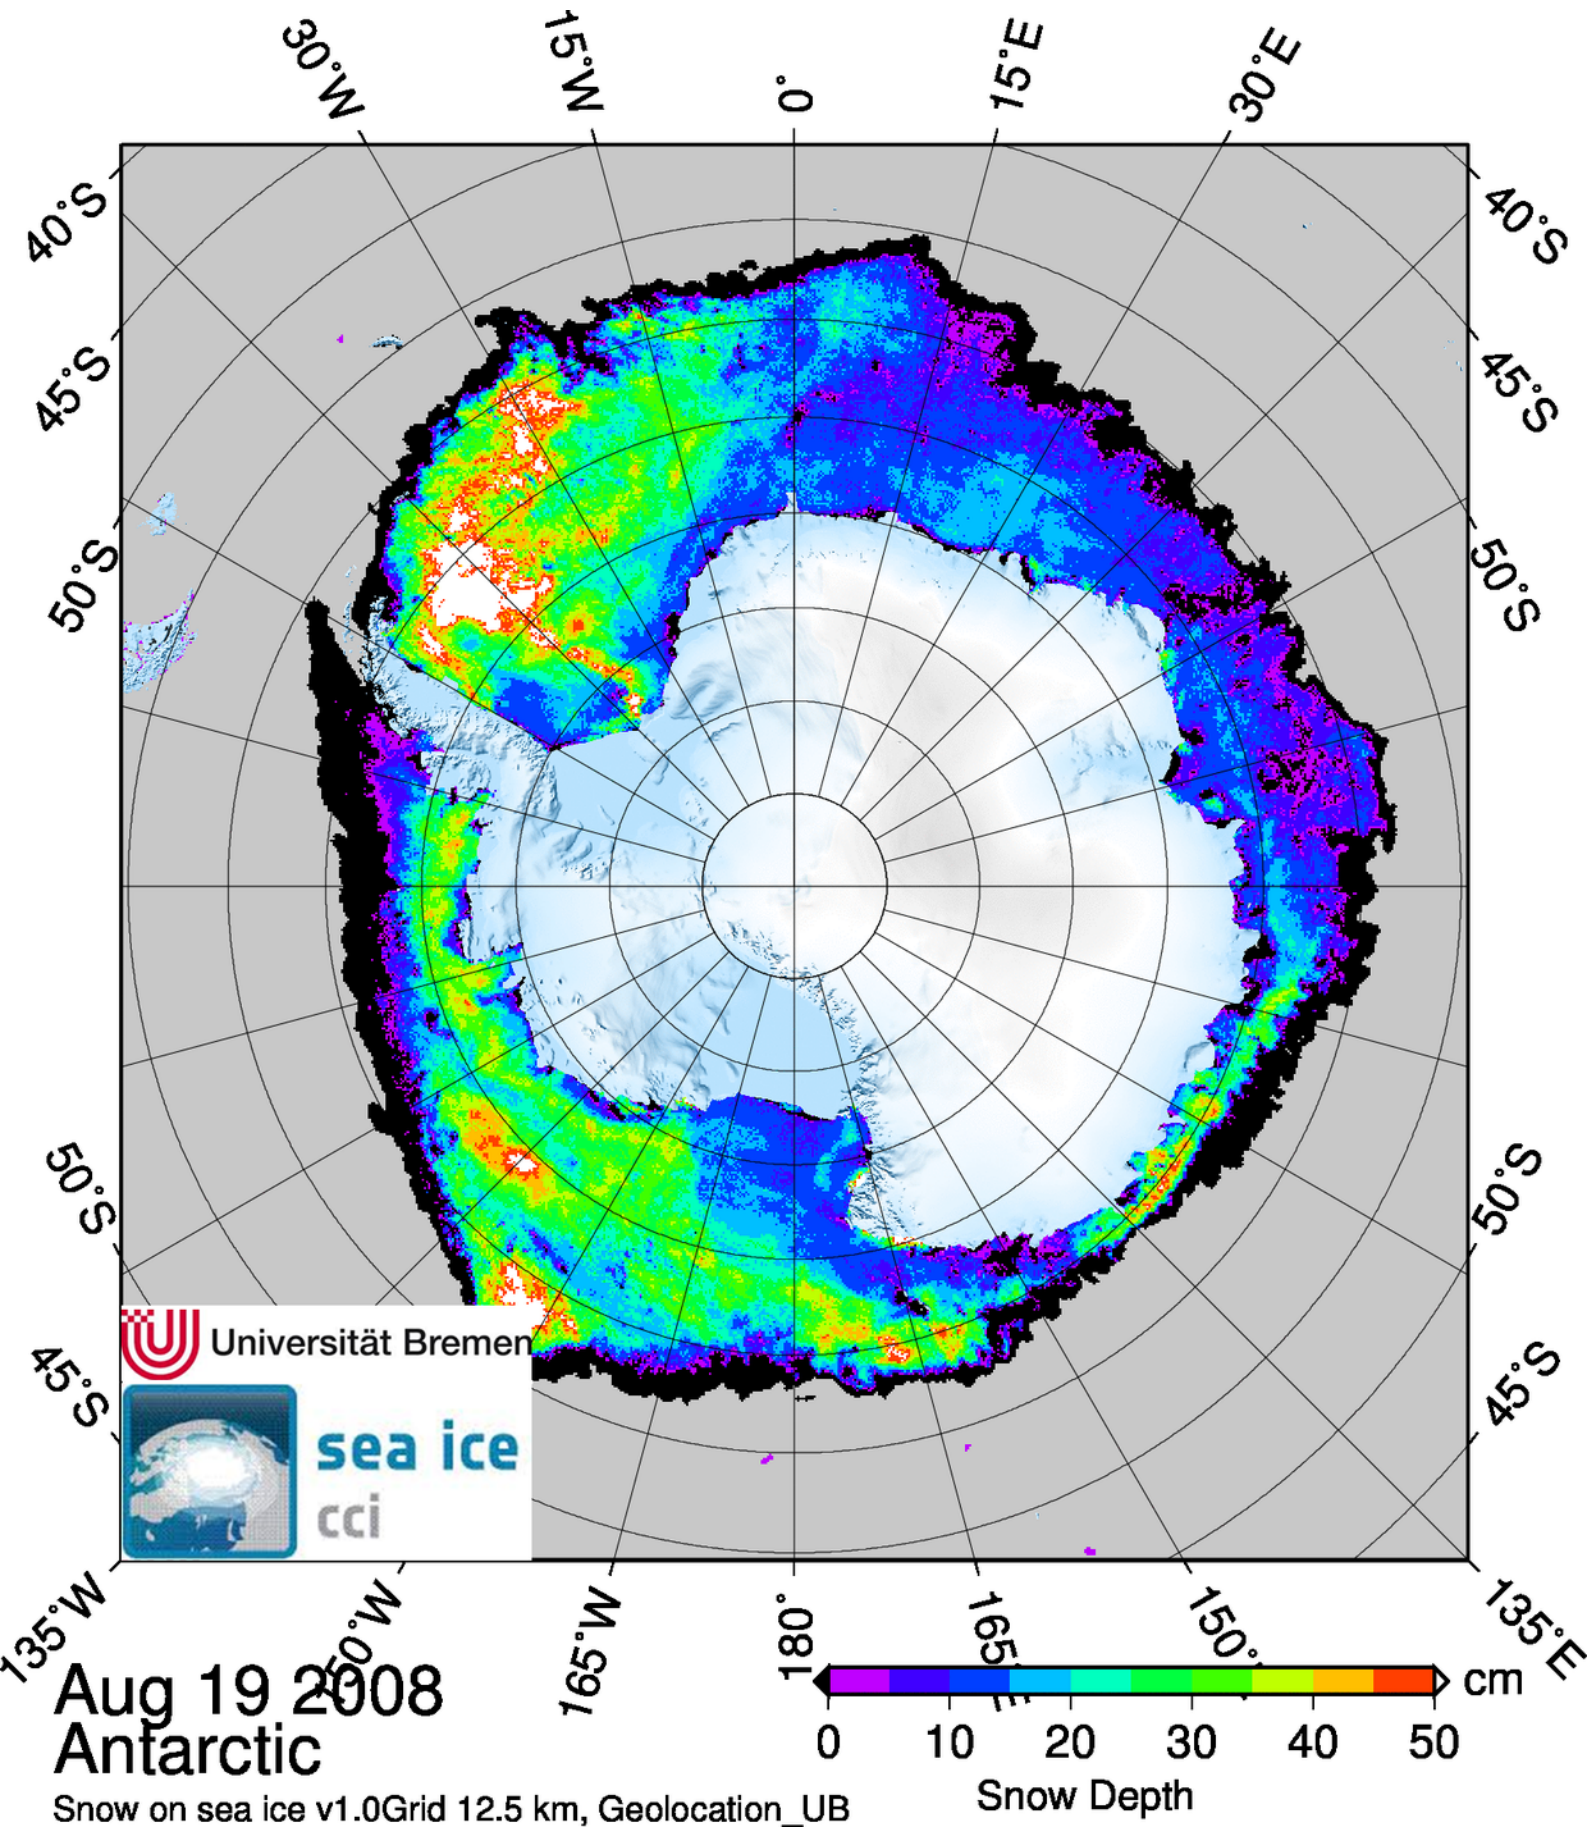 30°W 15°W 0° 15°E 30°E
40°S 40°S
45°S 45°S
50°S 50°S
50°S 50°S
45°S 45°S
Universität Bremen
sea ice
cci
135°W 150°W 165°W 180° 165°E 150° 135°E
Aug 19 2008
Antarctic
Snow on sea ice v1.0Grid 12.5 km, Geolocation_UB
cm
0 10 20 30 40 50
Snow Depth